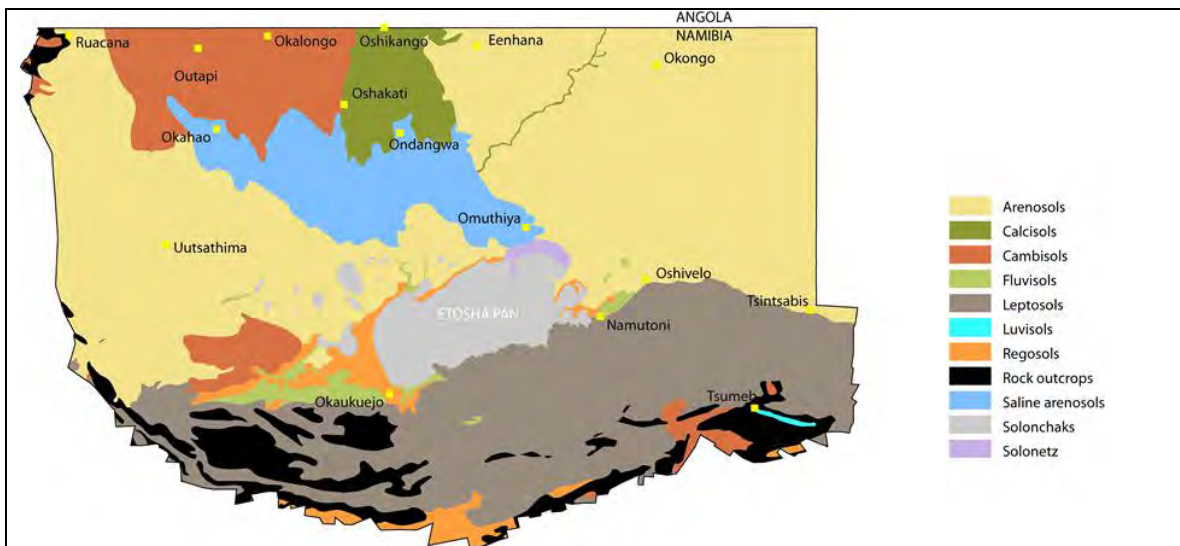 ANGOLA
NAMIBIA
Ruacana
Okalongo
Oshikango
Eenhana
Okongo
Outapi
Oshakati
Okahao
Ondangwa
Omuthiya
Uutsathima
Oshivelo
ETOSHA PAN
Tsintsabis
Namutoni
Okaukuejo
Tsumeb
Arenosols
Calcisols
Cambisols
Fluvisols
Leptosols
Luvisols
Regosols
Rock outcrops
Saline arenosols
Solonchaks
Solonetz